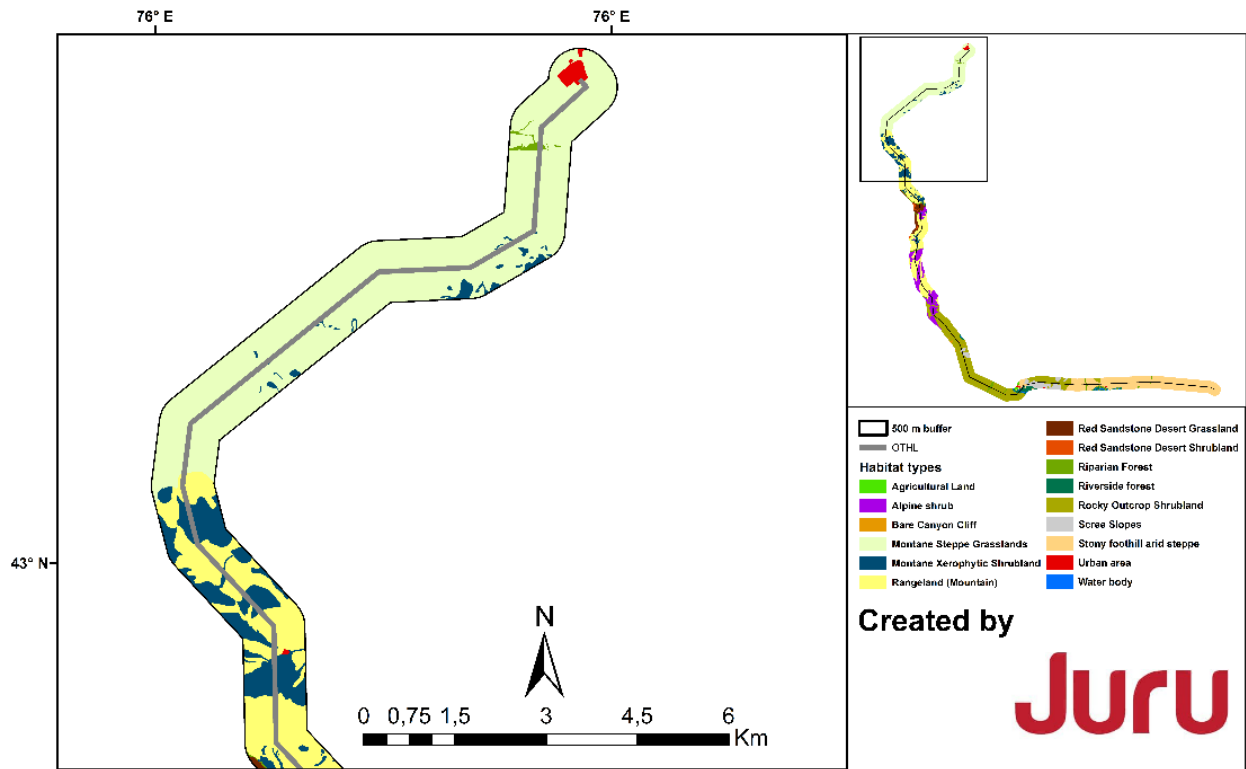 76° E 76° E
43° N
N
0 0,75 1,5 3 4,5 6
Km
500 m buffer
OTHL
Habitat types
Agricultural Land
Alpine shrub
Bare Canyon Cliff
Montane Steppe Grasslands
Montane Xerophytic Shrubland
Rangeland (Mountain)
Red Sandstone Desert Grassland
Red Sandstone Desert Shrubland
Riparian Forest
Riverside forest
Rocky Outcrop Shrubland
Scree Slopes
Stony foothill arid steppe
Urban area
Water body
Created by
Juru